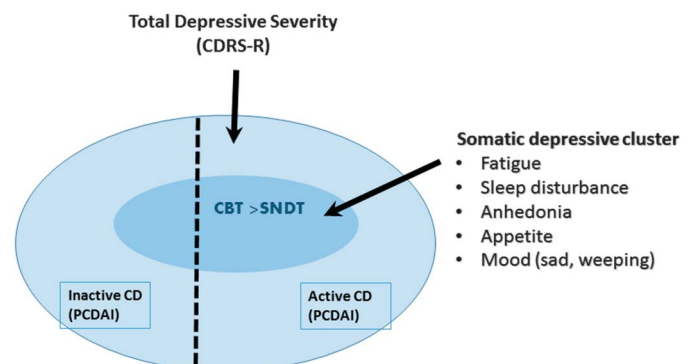 Total Depressive Severity
(CDRS-R)
Somatic depressive cluster
• Fatigue
• Sleep disturbance
• Anhedonia
• Appetite
• Mood (sad, weeping)
CBT >SNDT
Inactive CD
(PCDAI)
Active CD
(PCDAI)